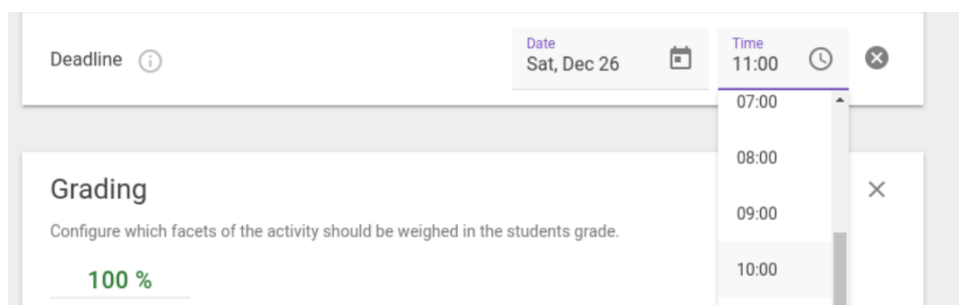 Deadline
Date
Sat, Dec 26
Time
11:00
07:00
08:00
09:00
10:00
Grading
Configure which facets of the activity should be weighed in the students grade.
100 %